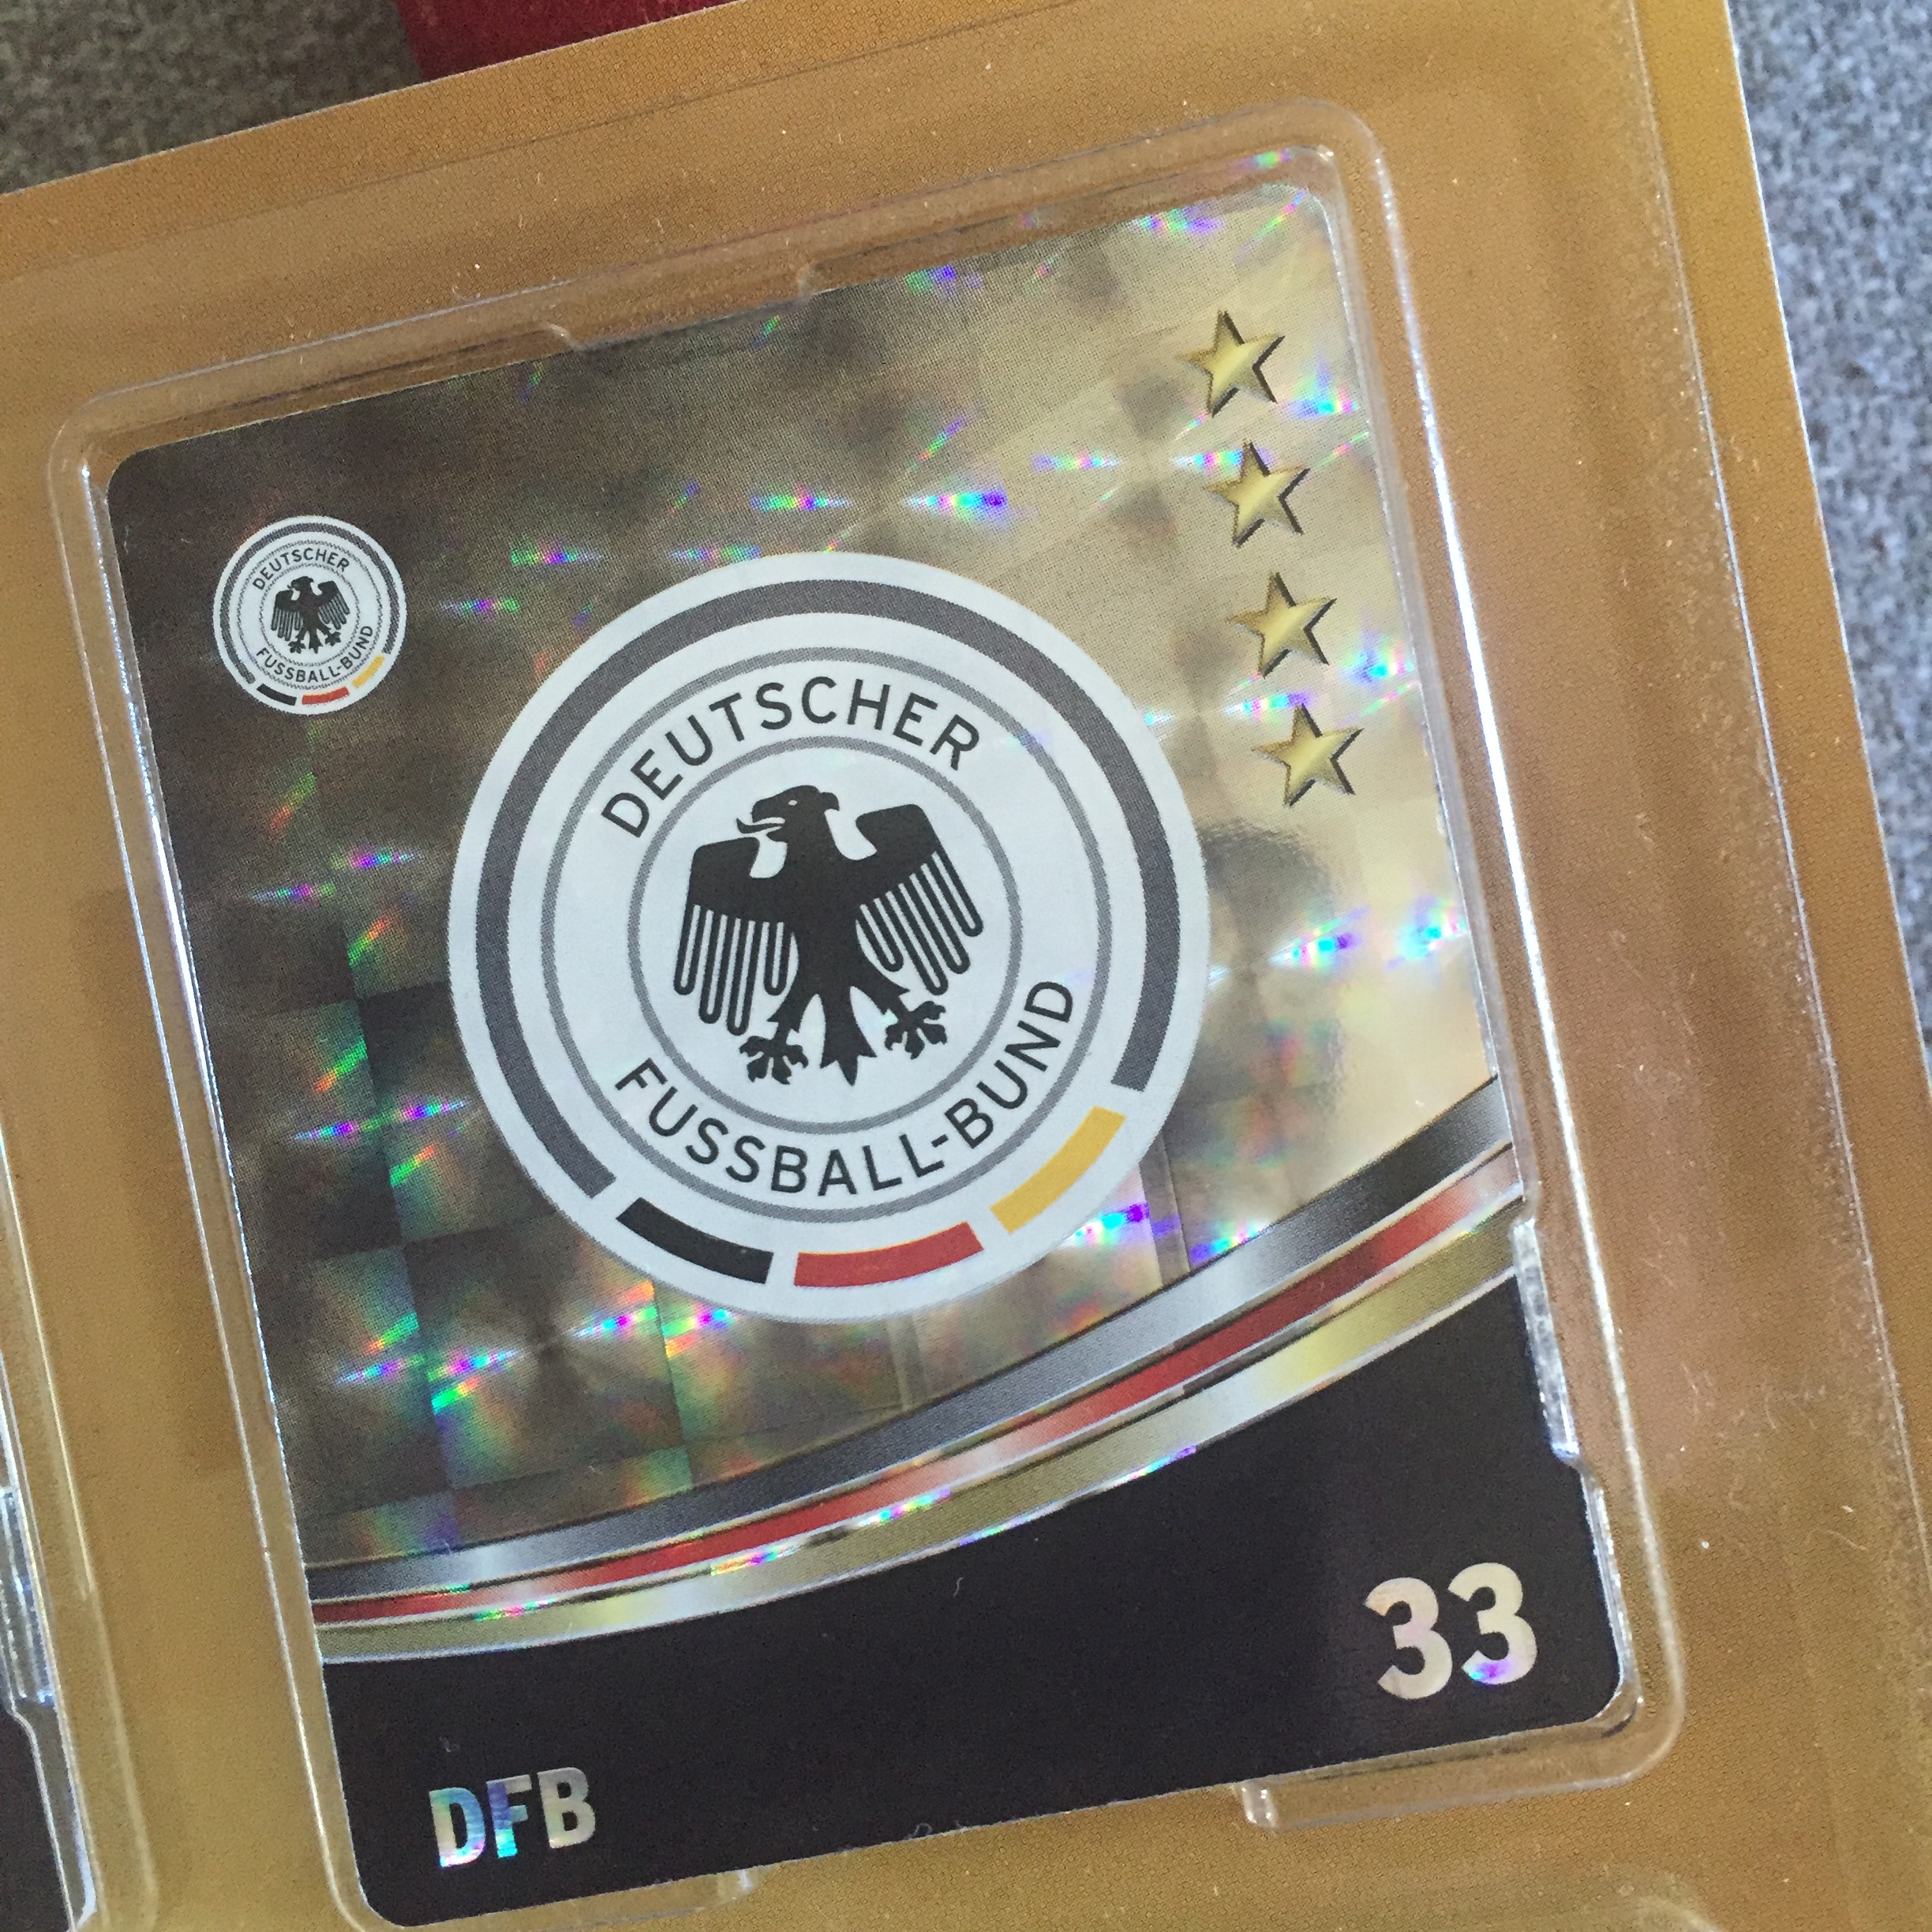 DEUTSCHER
FUSSBALL-BUND
DEUTSCHER
FUSSBALL-BUND
33
DFB